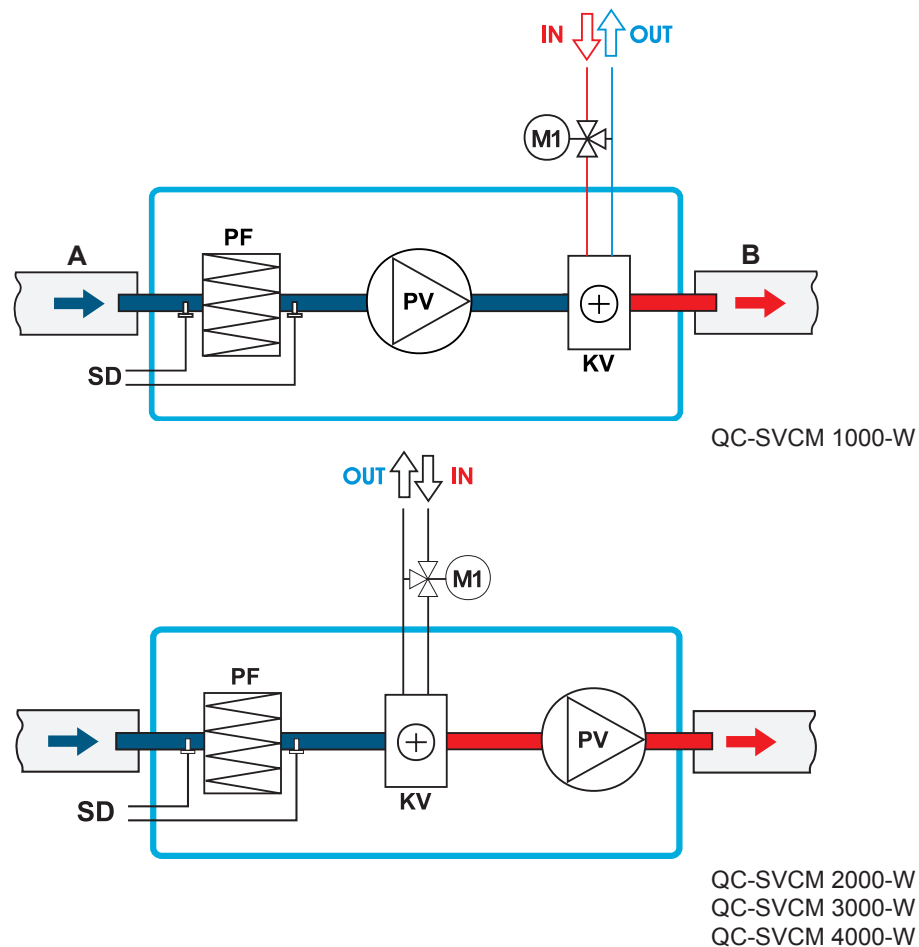 IN OUT
M1
A
PF
B
PV
SD
KV
QC-SVCM 1000-W
OUT IN
M1
PF
PV
SD
KV
QC-SVCM 2000-W
QC-SVCM 3000-W
QC-SVCM 4000-W